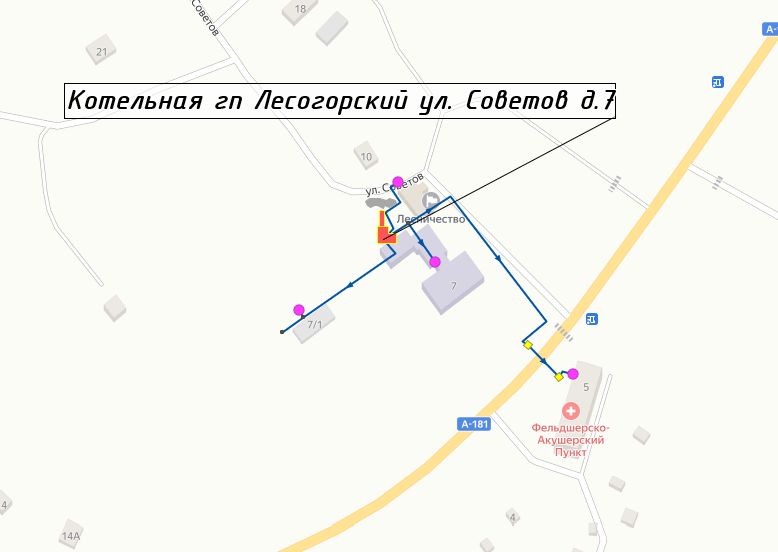 Советов
18
21
А-1
Котельная гп Лесогорский ул. Советов д.7
10
ул. Советов
Лесничество
7
7/1
5
А-181
Фельдшерско-
Акушерский
Пункт
4
4
14А